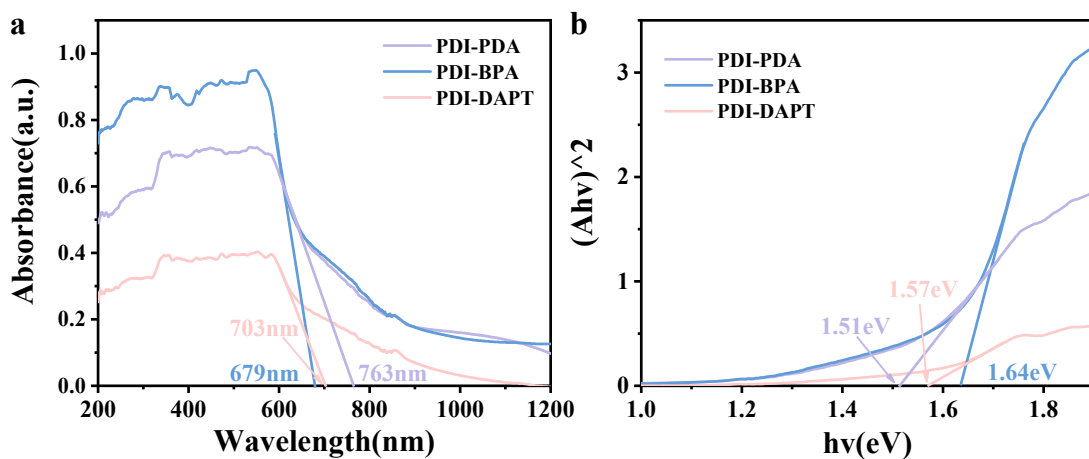 a
PDI-PDA
PDI-BPA
PDI-DAPT
1.0
0.8
0.6
0.4
0.2
0.0
Absorbance(a.u.)
703nm
679nm
763nm
200
400
600
800
1000
1200
Wavelength(nm)
b
PDI-PDA
PDI-BPA
PDI-DAPT
3
2
1
0
(Ahv)^2
1.57eV
1.51eV
1.64eV
1.0
1.2
1.4
1.6
1.8
hv(eV)